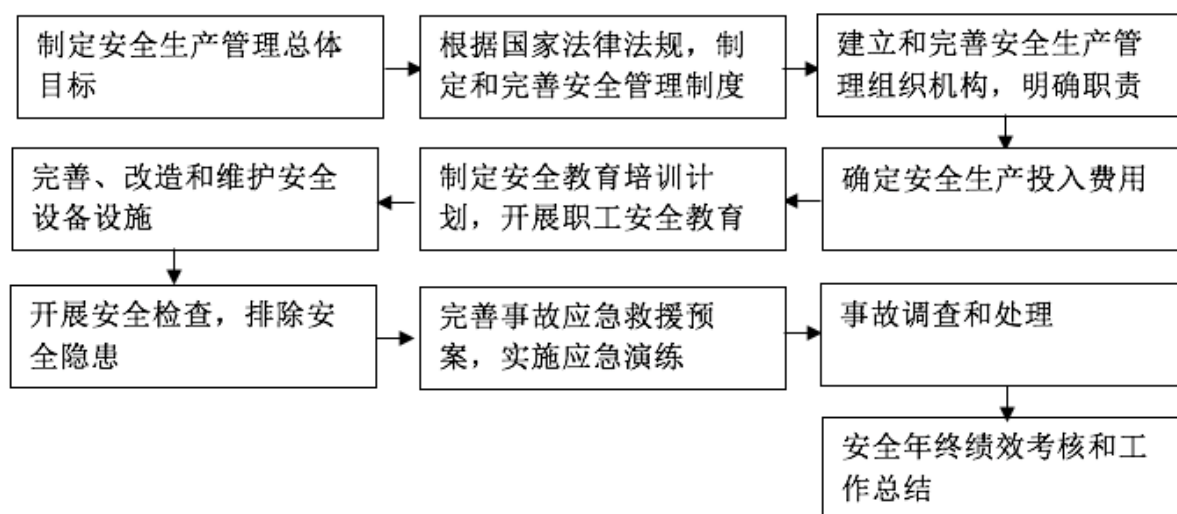 制定安全生产管理总体
目标
根据国家法律法规，制
定和完善安全管理制度
建立和完善安全生产管
理组织机构，明确职责
确定安全生产投入费用
制定安全教育培训计
划，开展职工安全教育
完善、改造和维护安全
设备设施
开展安全检查，排除安
全隐患
完善事故应急救援预
案，实施应急演练
事故调查和处理
安全年终绩效考核和工
作总结